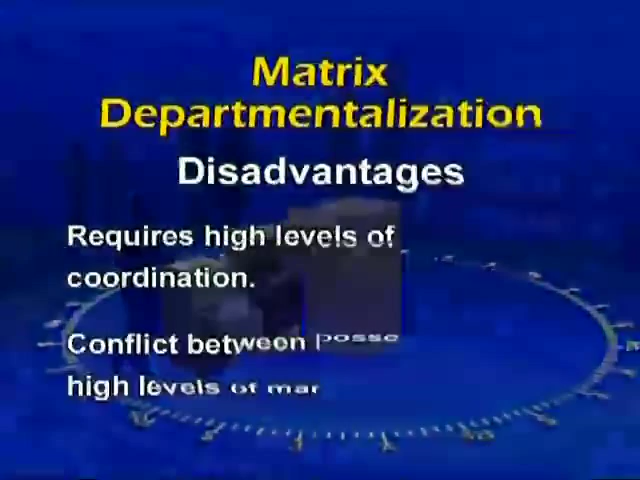 Matrix
Departmentalization
Disadvantages
Requires high levels of
coordination.
Conflict between
high levels of